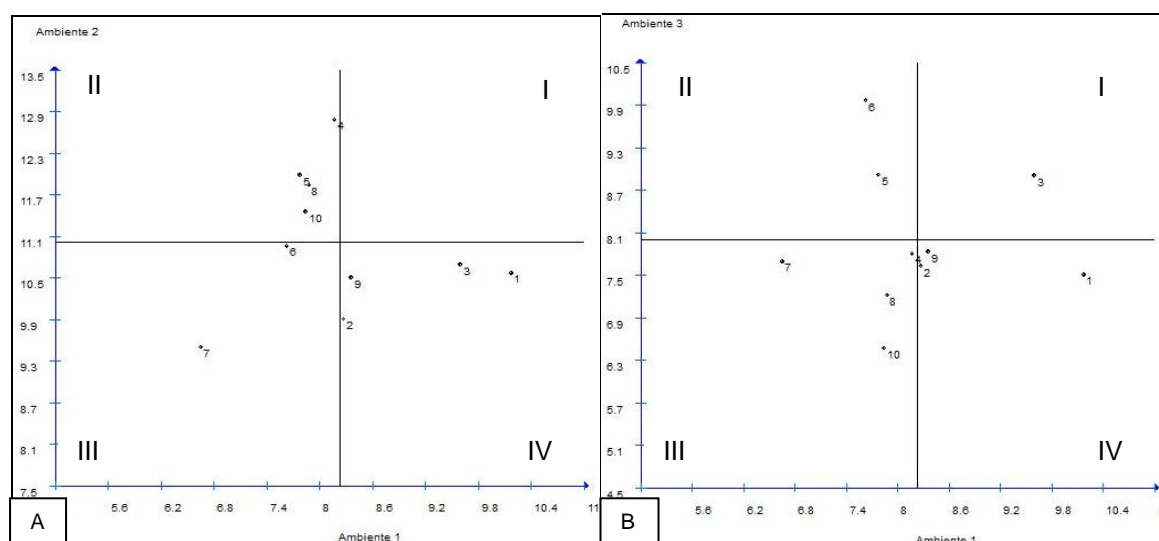 Ambiente 2
13.5
II
I
12.9
4
12.3
5
8
11.7
10
11.1
6
3
1
10.5
9
9.9
2
7
9.3
8.7
III
IV
8.1
7.5
5.6 6.2 6.8 7.4 8 8.6 9.2 9.8 10.4 11
A
Ambiente 1
Ambiente 3
10.5
II
I
9.9
6
9.3
5
3
8.7
8.1
9
4
2
7
7.5
1
8
6.9
10
6.3
5.7
III
IV
5.1
4.5
5.6 6.2 6.8 7.4 8 8.6 9.2 9.8 10.4
B
Ambiente 1